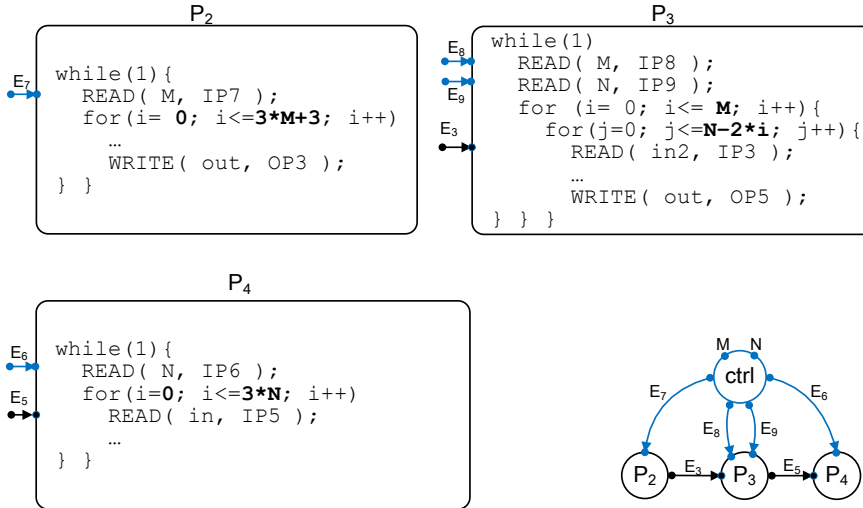 P2
E7
while(1){
READ( M, IP7 );
for(i= 0; i<=3*M+3; i++)
…
WRITE( out, OP3 );
} }
P3
E8
E9
E3
while(1)
READ( M, IP8 );
READ( N, IP9 );
for (i= 0; i<= M; i++){
for(j=0; j<=N-2*i; j++){
READ( in2, IP3 );
…
WRITE( out, OP5 );
} } }
P4
E6
E5
while(1){
READ( N, IP6 );
for(i=0; i<=3*N; i++)
READ( in, IP5 );
…
} }
M N
ctrl
E7 E6
E8 E9
P2 E3 P3 E5 P4